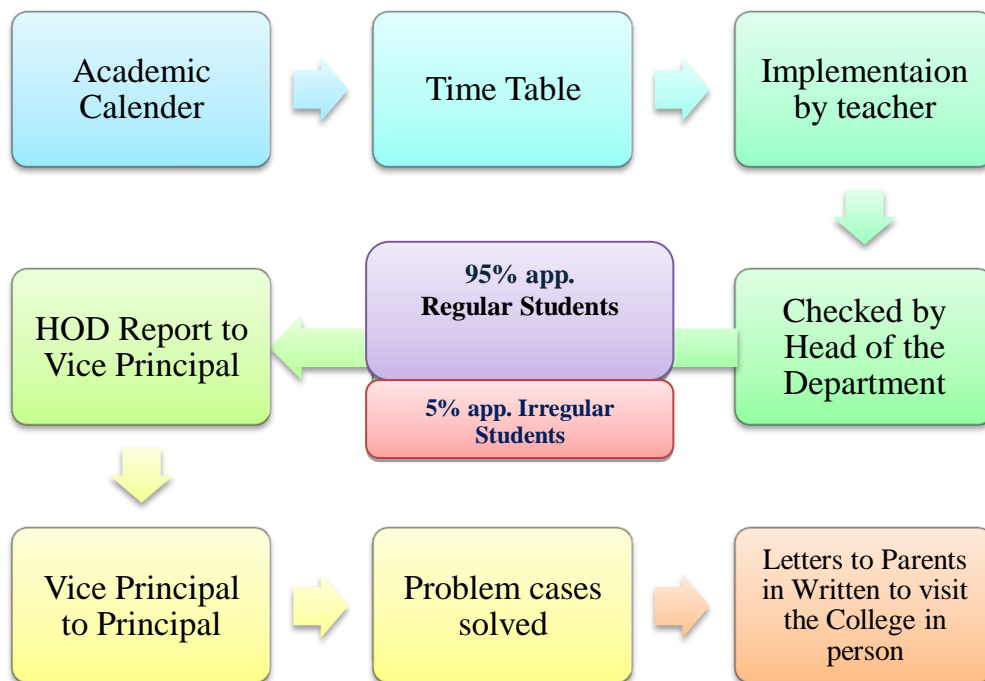 Academic
Calender
Time Table
Implementaion
by teacher
95% app.
Regular Students
5% app. Irregular
Students
Checked by
Head of the
Department
HOD Report to
Vice Principal
Vice Principal
to Principal
Problem cases
solved
Letters to Parents
in Written to visit
the College in
person